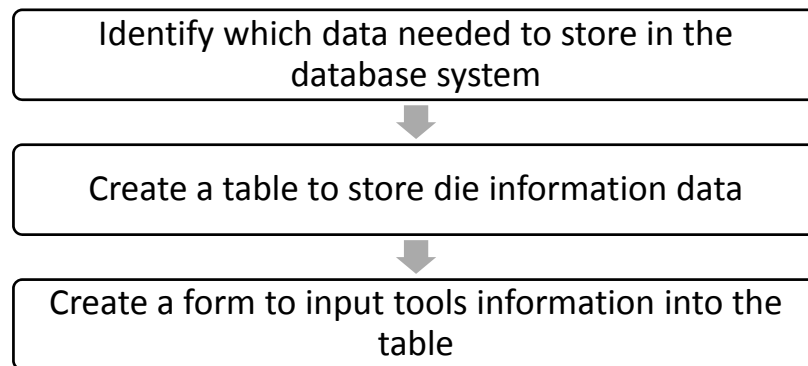 Identify which data needed to store in the
database system
Create a table to store die information data
Create a form to input tools information into the
table